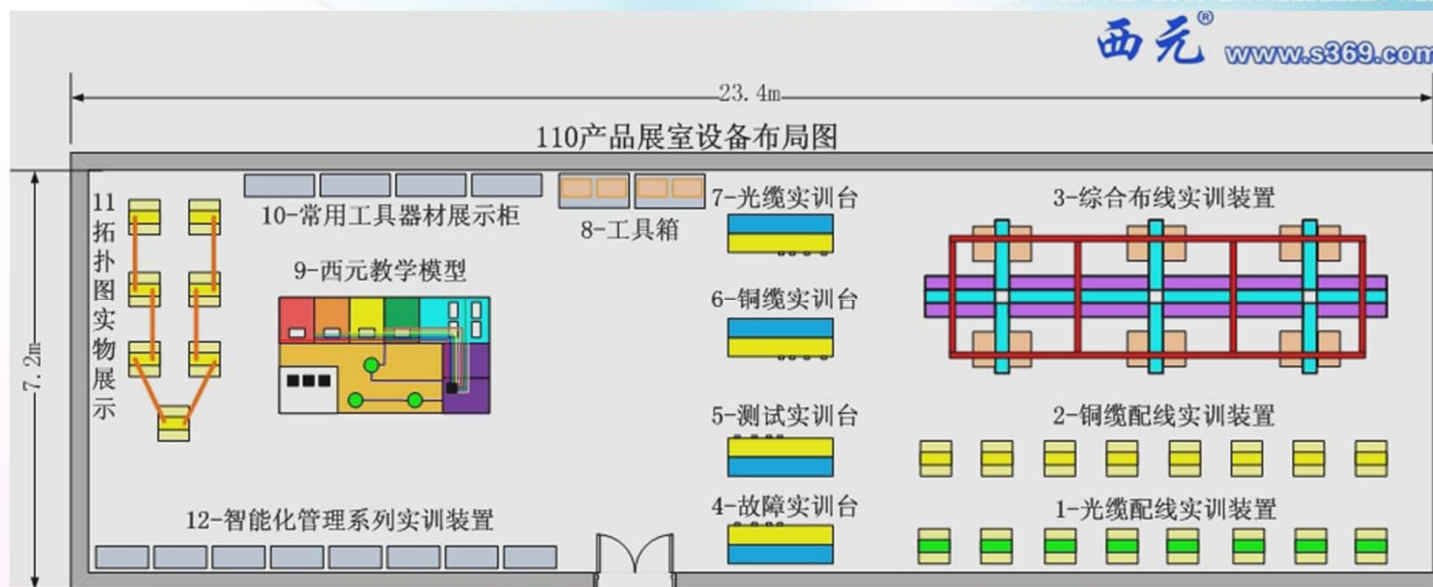 西元®
www.s369.com
23.4m
110产品展室设备布局图
7.2m
11拓扑图实物展示
10-常用工具器材展示柜
8-工具箱
7-光缆实训台
3-综合布线实训装置
9-西元教学模型
6-铜缆实训台
5-测试实训台
2-铜缆配线实训装置
4-故障实训台
1-光缆配线实训装置
12-智能化管理系列实训装置